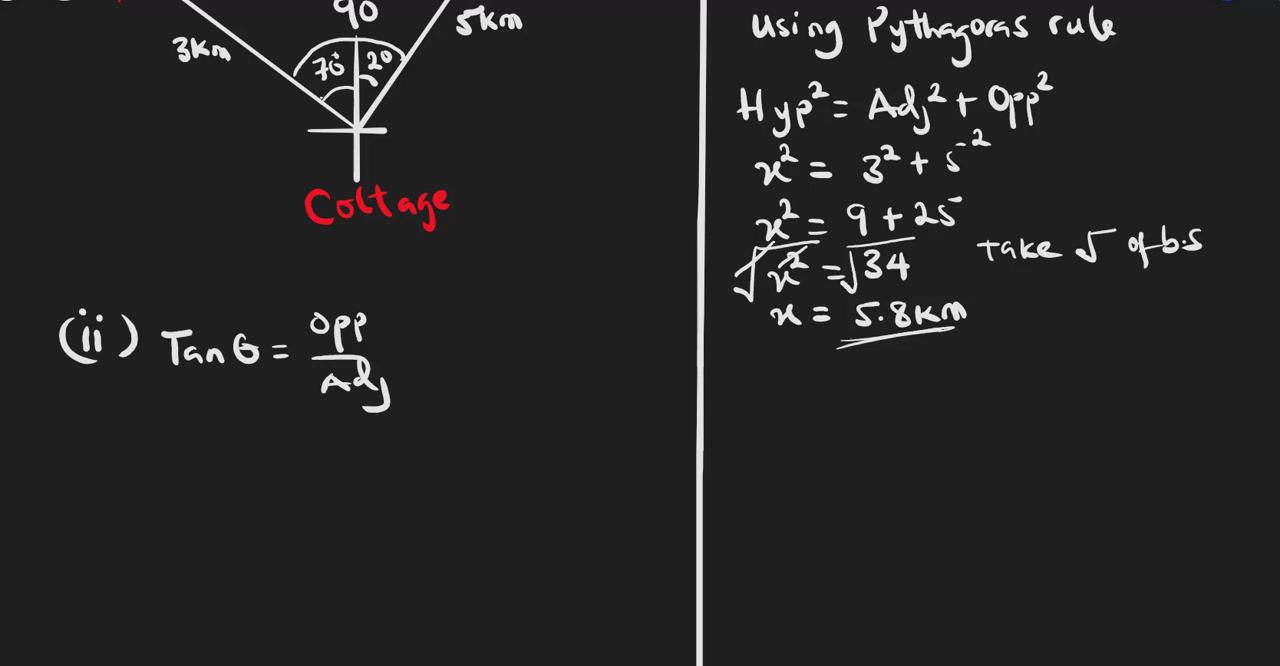 90
5km
3km
70° 20
Coltage
(ii) Tan θ = Opp / Adj
Using Pythagoras rule
Hyp² = Adj² + Opp²
x² = 3² + 5²
x² = 9 + 25
√x² = √34 Take √ of b.s
x = 5.8km